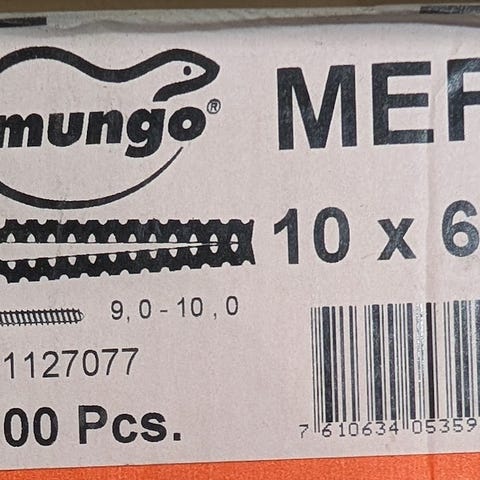 mungo®
MEF
10 x 6
9,0-10,0
1127077
00 Pcs.
7 610634 05359